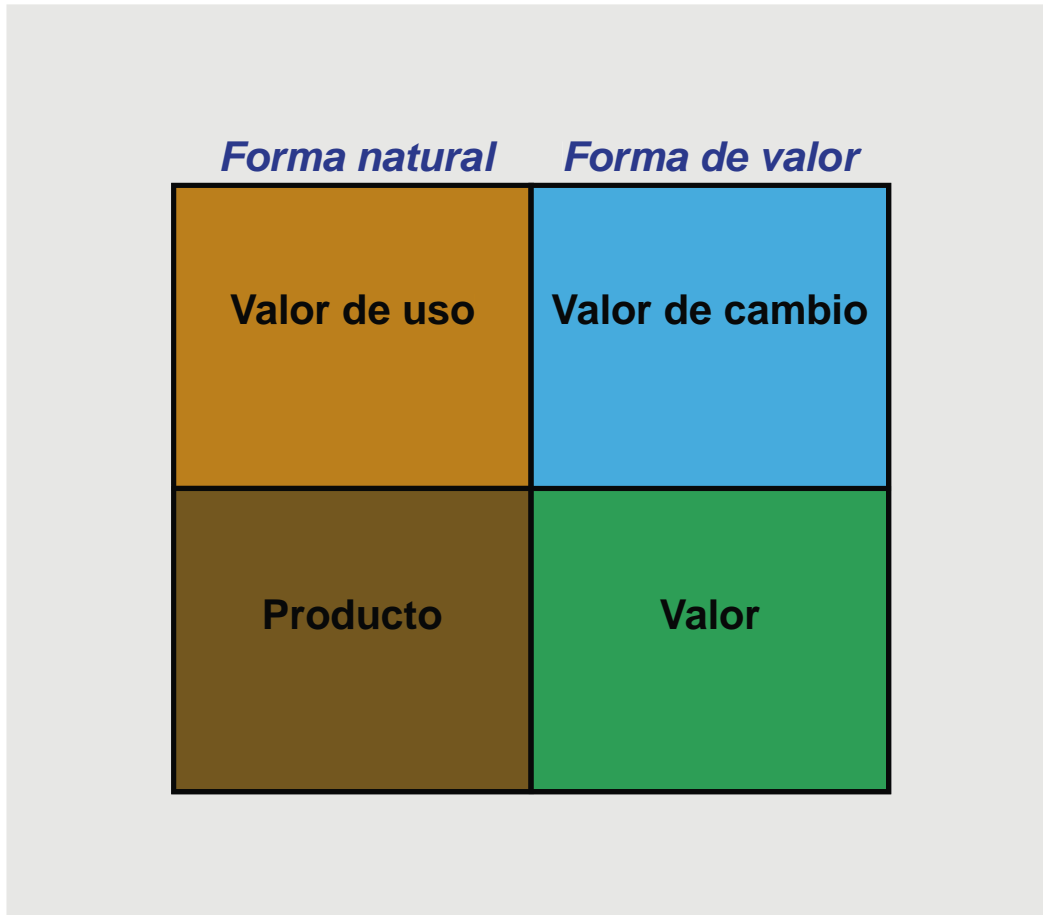 Forma natural
Forma de valor
Valor de uso
Valor de cambio
Producto
Valor